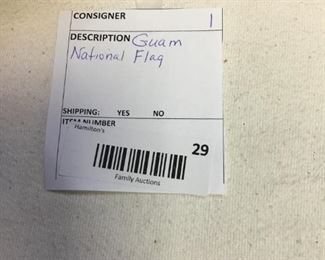 CONSIGNER 1
DESCRIPTION Guam
National Flag
SHIPPING: YES NO
ITEM NUMBER
Hamilton's
29
Family Auctions